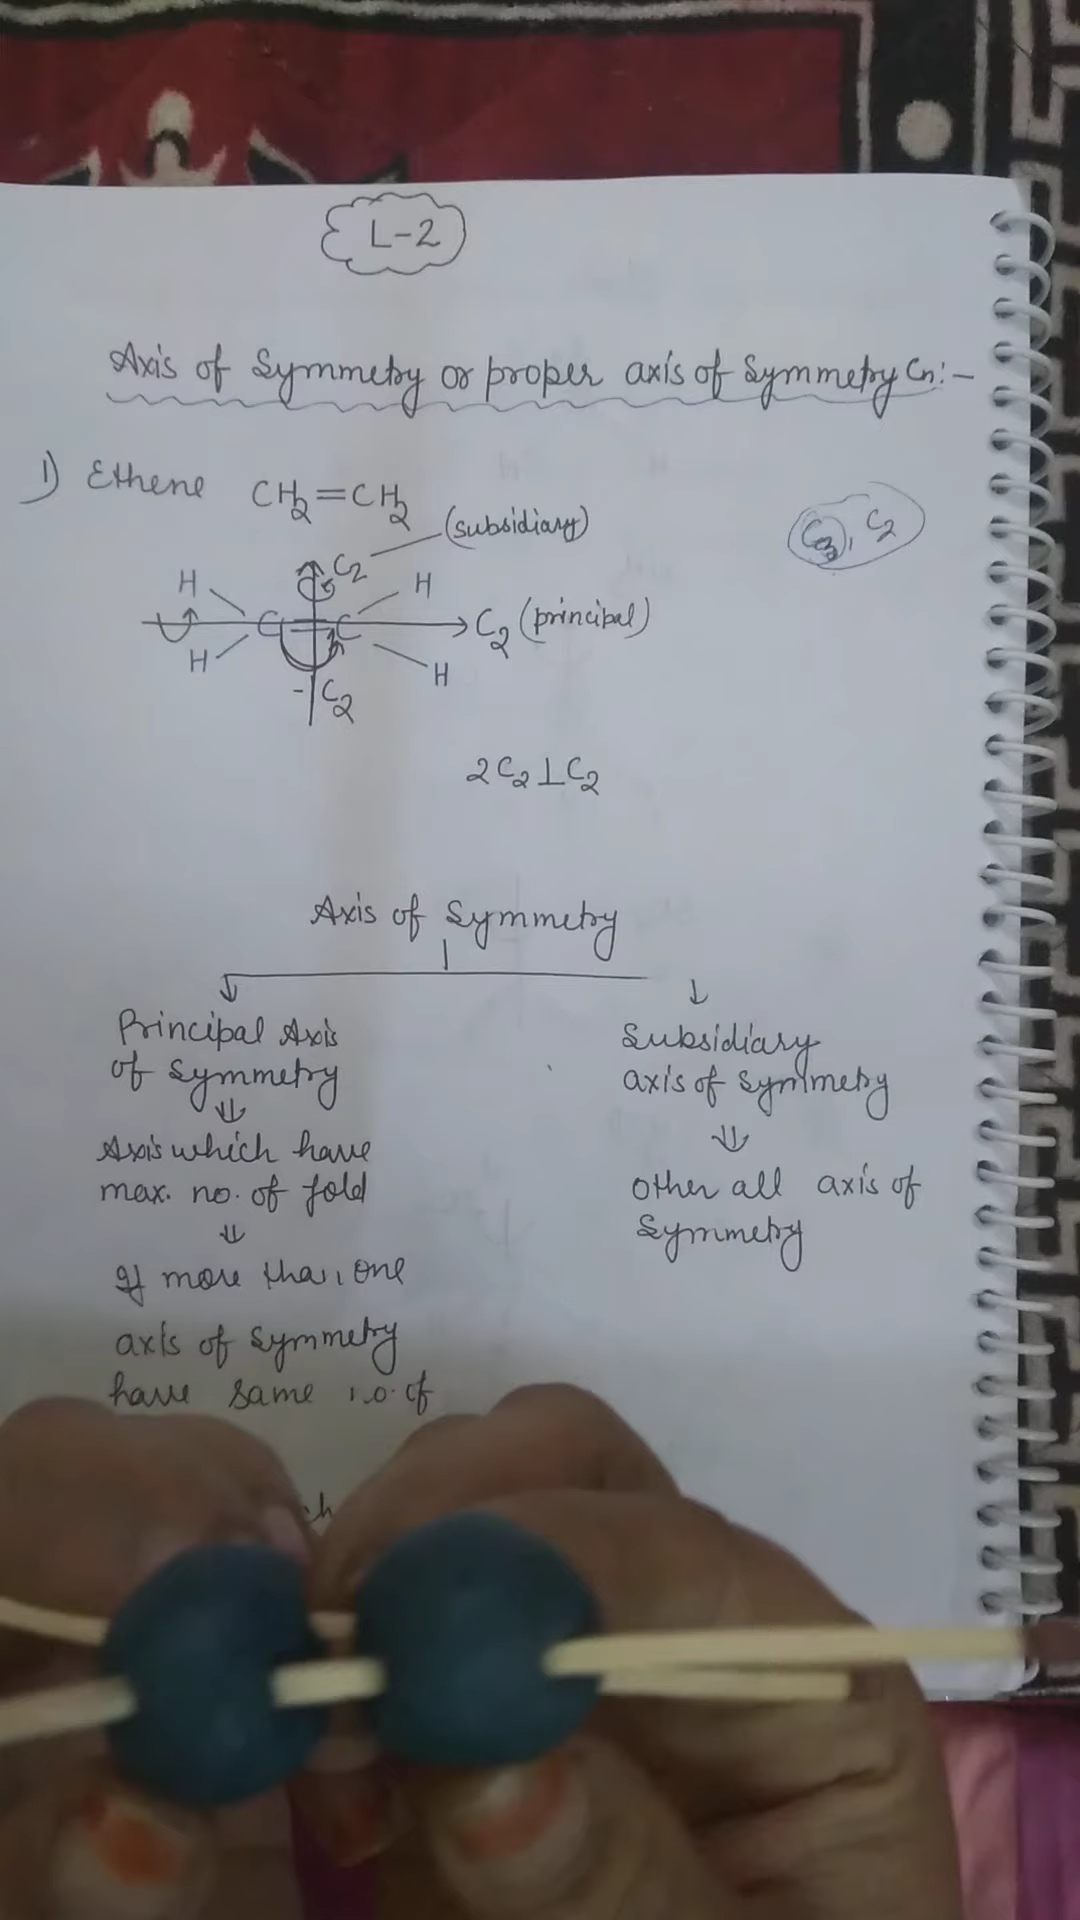 L-2
Axis of Symmetry or proper axis of Symmetry Cn:-
1) Ethene CH2=CH2
(subsidiary)
C2
C2
H H
C C C2 (principal)
H H
C2
2C2⊥C2
Axis of Symmetry
Principal Axis
of Symmetry
Axis which have
max. no. of fold
If more than one
axis of Symmetry
have same no. of
Subsidiary
axis of Symmetry
Other all axis of
Symmetry